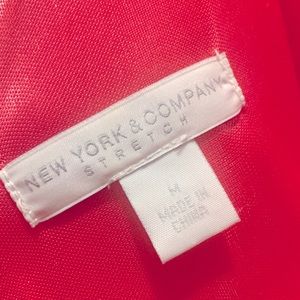 NEW YORK & COMPANY
STRETCH
M
MADE IN
CHINA